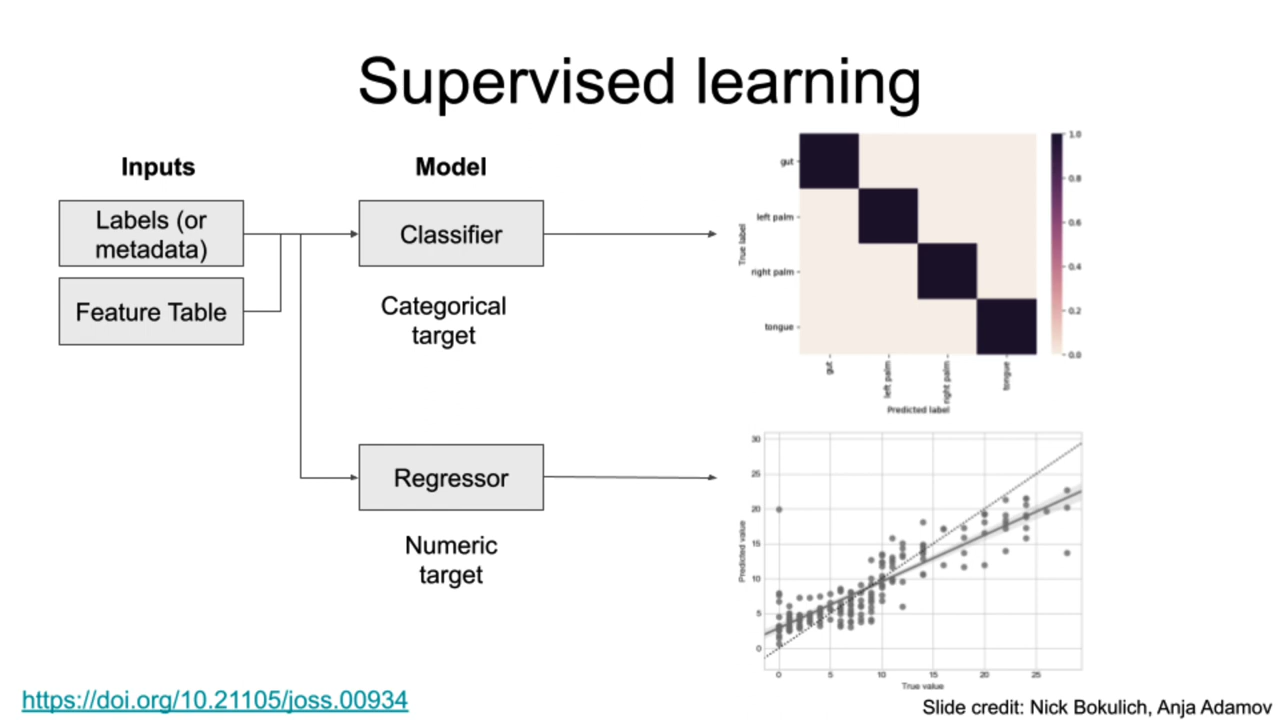 Supervised learning
Inputs
Model
Labels (or
metadata)
Feature Table
Classifier
Categorical
target
Regressor
Numeric
target
True label
gut
left palm
right palm
tongue
gut
left palm
right palm
tongue
Predicted label
1.0
0.8
0.6
0.4
0.2
0.0
Predicted value
30
25
20
15
10
5
0
0
5
10
15
20
25
True value
https://doi.org/10.21105/joss.00934
Slide credit: Nick Bokulich, Anja Adamov